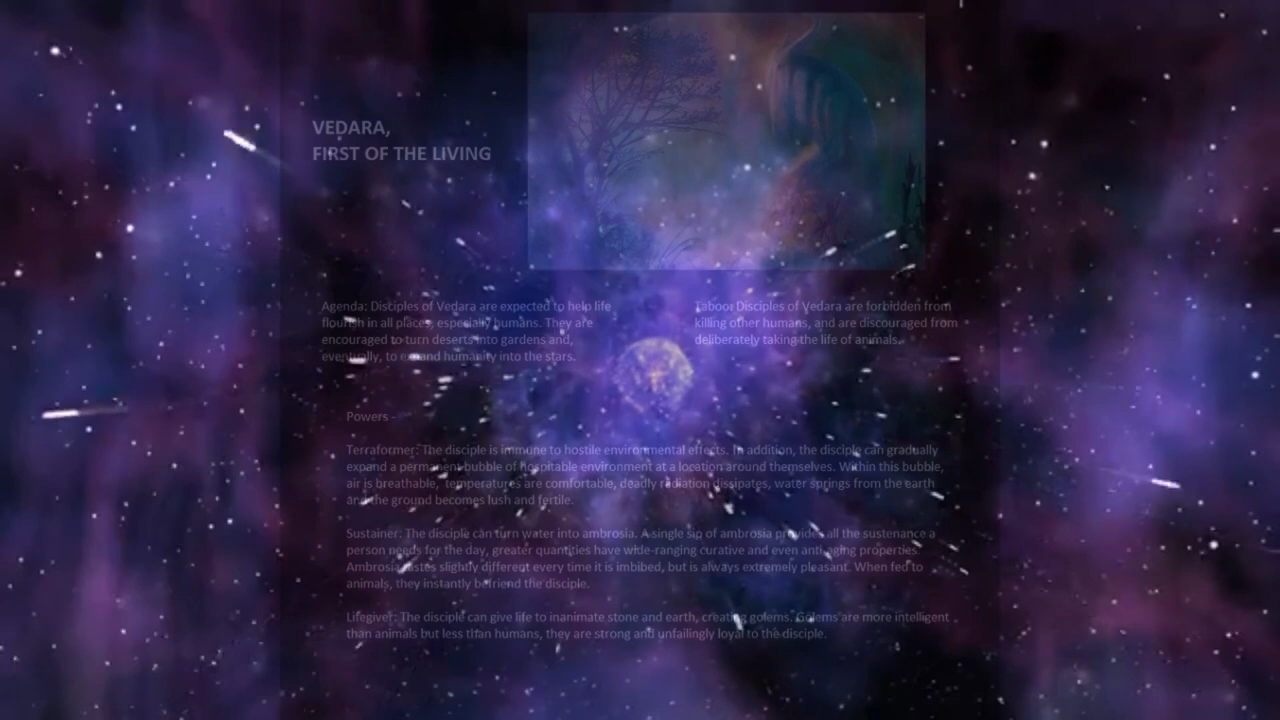 VEDARA,
FIRST OF THE LIVING
Agenda: Disciples of Vedara are expected to help life
flourish in all places, especially humans. They are
encouraged to turn deserts into gardens and,
eventually, to expand humanity into the stars.
Taboo: Disciples of Vedara are forbidden from
killing other humans, and are discouraged from
deliberately taking the life of animals.
Powers -
Terraformer: The disciple is immune to hostile environmental effects. In addition, the disciple can gradually
expand a permanent bubble of hospitable environment at a location around themselves. Within this bubble,
air is breathable, temperatures are comfortable, deadly radiation dissipates, water springs from the earth
and the ground becomes lush and fertile.
Sustainer: The disciple can turn water into ambrosia. A single sip of ambrosia provides all the sustenance a
person needs for the day, greater quantities have wide-ranging curative and even anti-aging properties.
Ambrosia tastes slightly different every time it is imbibed, but is always extremely pleasant. When fed to
animals, they instantly befriend the disciple.
Lifegiver: The disciple can give life to inanimate stone and earth, creating golems. Golems are more intelligent
than animals but less than humans, they are strong and unfailingly loyal to the disciple.